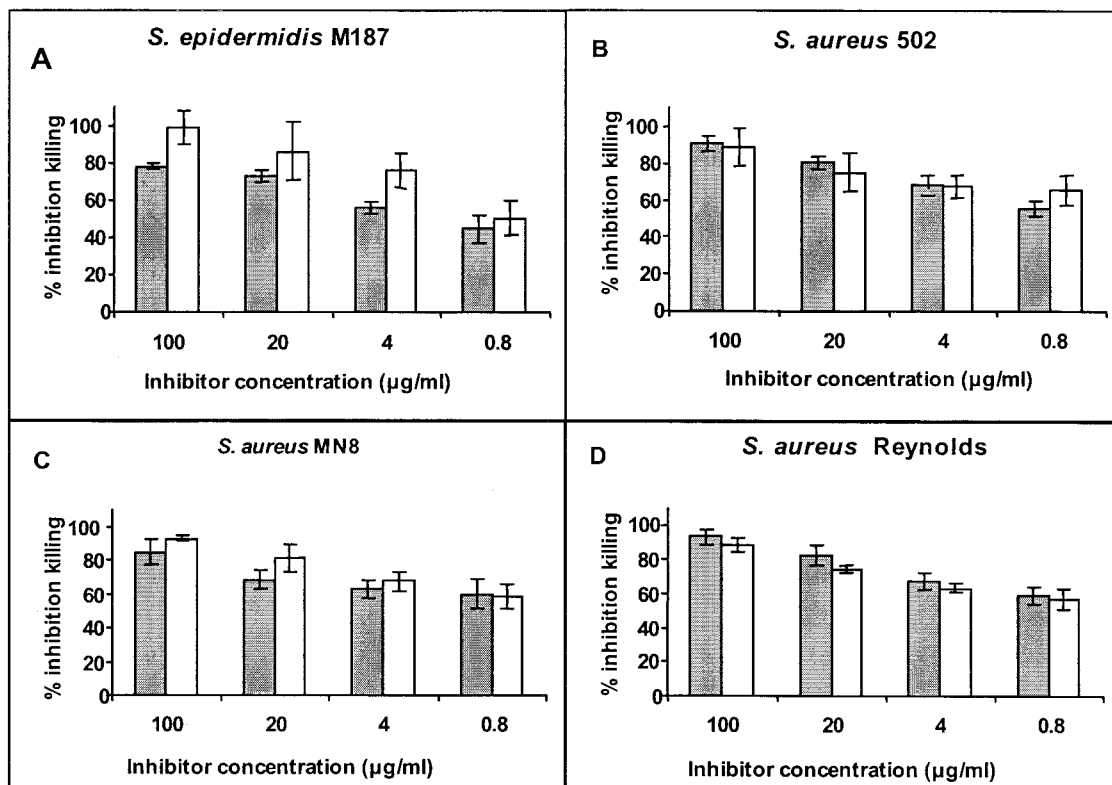 A
S. epidermidis M187
% inhibition killing
100
80
60
40
20
0
100 20 4 0.8
Inhibitor concentration (µg/ml)
B
S. aureus 502
% inhibition killing
100
80
60
40
20
0
100 20 4 0.8
Inhibitor concentration (µg/ml)
C
S. aureus MN8
% inhibition killing
100
80
60
40
20
0
100 20 4 0.8
Inhibitor concentration (µg/ml)
D
S. aureus Reynolds
% inhibition killing
100
80
60
40
20
0
100 20 4 0.8
Inhibitor concentration (µg/ml)